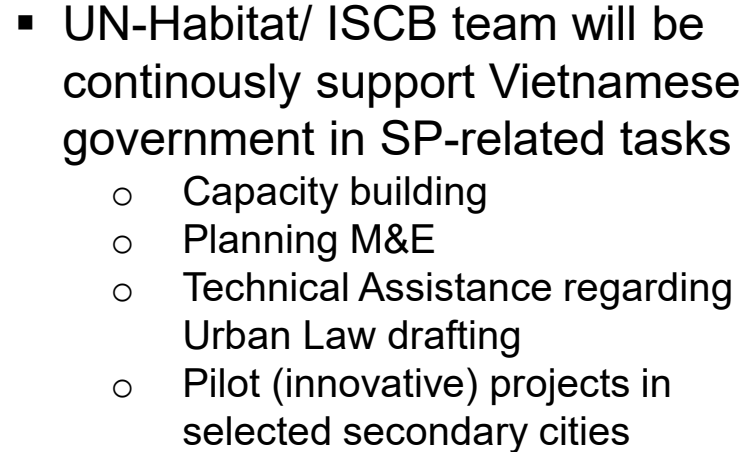 ▪ UN-Habitat/ ISCB team will be
continously support Vietnamese
government in SP-related tasks
o Capacity building
o Planning M&E
o Technical Assistance regarding
Urban Law drafting
o Pilot (innovative) projects in
selected secondary cities